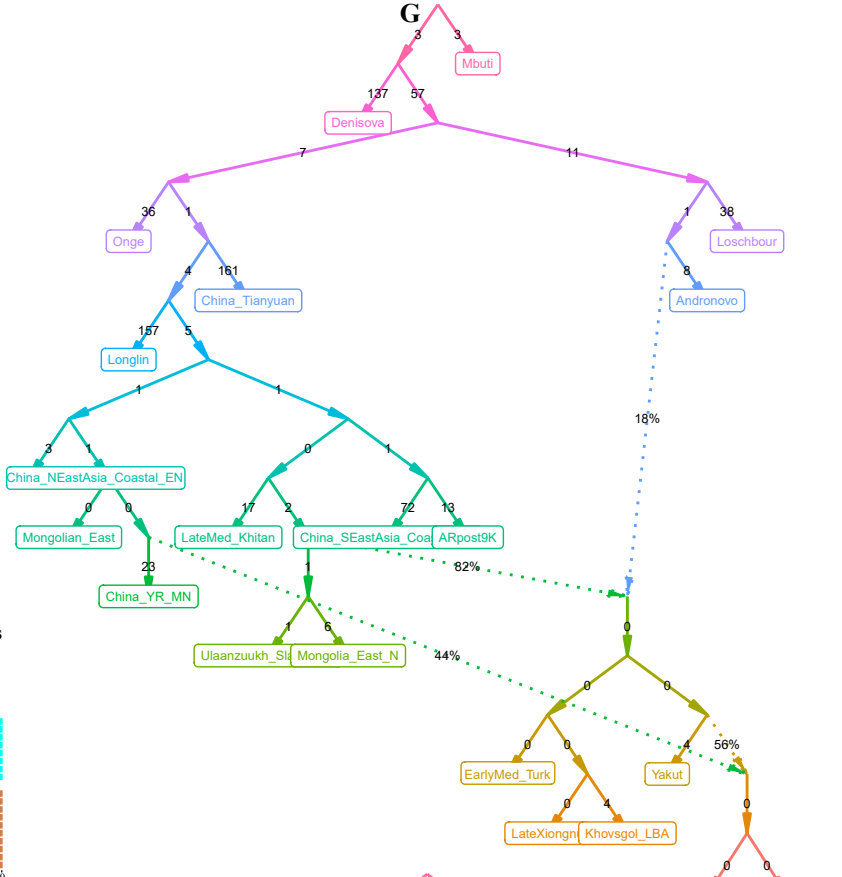 G
3 3
Mbuti
137 57
Denisova
7 11
36 1 1 38
Onge Loschbour
4 161 8
China_Tianyuan Andronovo
157 5
Longlin
1 1 18%
3 1 0 1
China_NEastAsia_Coastal_EN
0 0 17 2 72 13
Mongolian_East LateMed_Khitan China_SEastAsia_Coa ARpost9K
23 1 82%
China_YR_MN
1 6 0
Ulaanzuukh_Sla Mongolia_East_N 44%
0 0
0 0 4 56%
EarlyMed_Turk Yakut
0 4 0
LateXiongn Khovsgol_LBA
0 0